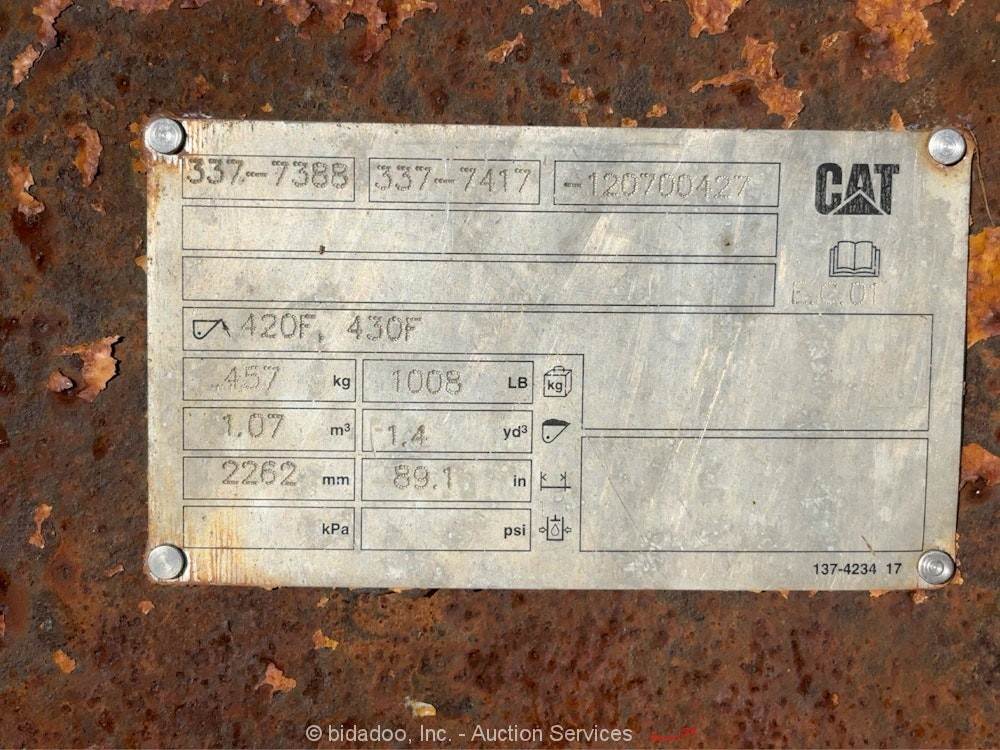 337-7388 337-7417 -120700427
CAT
420F, 430F
457 kg 1008 LB
kg
1.07 m³ 1.4 yd³
2262 mm 89.1 in
kPa psi
137-4234 17
© bidadoo, Inc. - Auction Services